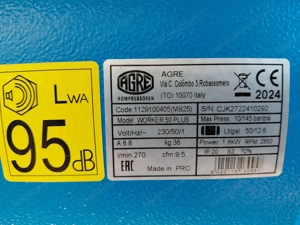 LWA
95dB
AGRE
KOMPRESSOREN
AGRE
Via C. Colombo 3, Robassomero
(TO) 10070 Italy
CE
2024
Code 1129100405(MS25)
S/N. CJK2722410292
Model: WORKER 50 PLUS
Max Press. 10/145 bar/psi
Volt/Hz/~ 230/50/1
Lt/gal. 50/12.6
A 8.8
kg 36
Power: 1.8kW RPM 2850
l/min 270
cfm 9.5
IP 20 S3 70%
EAC
Made in PRC